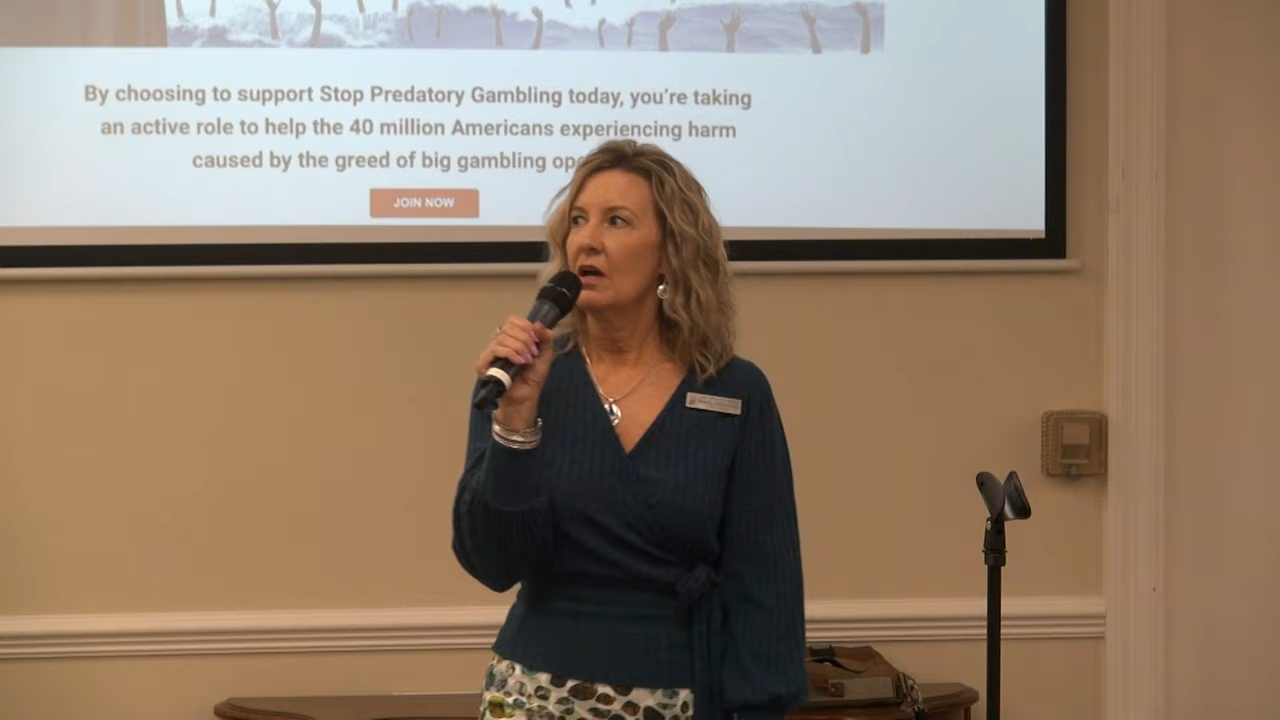 By choosing to support Stop Predatory Gambling today, you're taking
an active role to help the 40 million Americans experiencing harm
caused by the greed of big gambling
JOIN NOW